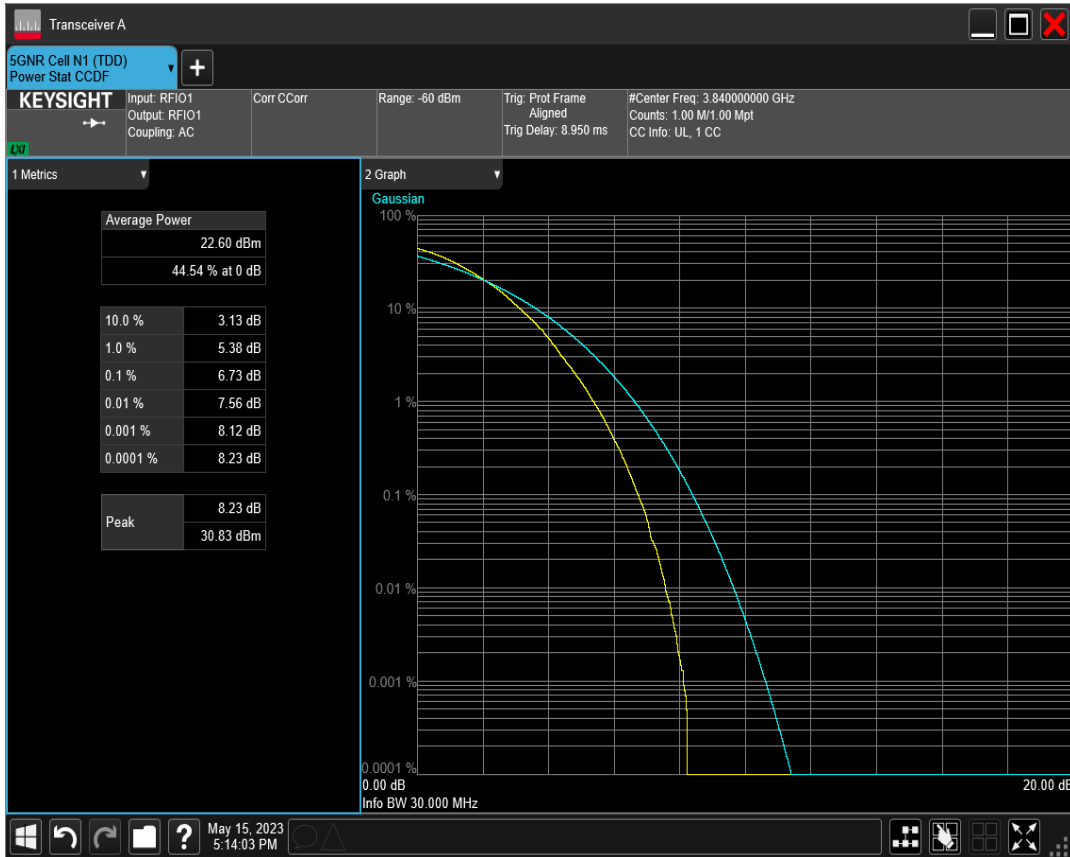 Transceiver A
5GNR Cell N1 (TDD)
Power Stat CCDF
+
KEYSIGHT
LXI
Input: RFIO1
Output: RFIO1
Coupling: AC
Corr CCorr
Range: -60 dBm
Trig: Prot Frame
Aligned
Trig Delay: 8.950 ms
#Center Freq: 3.840000000 GHz
Counts: 1.00 M/1.00 Mpt
CC Info: UL, 1 CC
1 Metrics
Average Power
22.60 dBm
44.54 % at 0 dB
10.0 % 3.13 dB
1.0 % 5.38 dB
0.1 % 6.73 dB
0.01 % 7.56 dB
0.001 % 8.12 dB
0.0001 % 8.23 dB
Peak
8.23 dB
30.83 dBm
2 Graph
Gaussian
100 %
10 %
1 %
0.1 %
0.01 %
0.001 %
0.0001 %
0.00 dB
20.00 dB
Info BW 30.000 MHz
?
May 15, 2023
5:14:03 PM